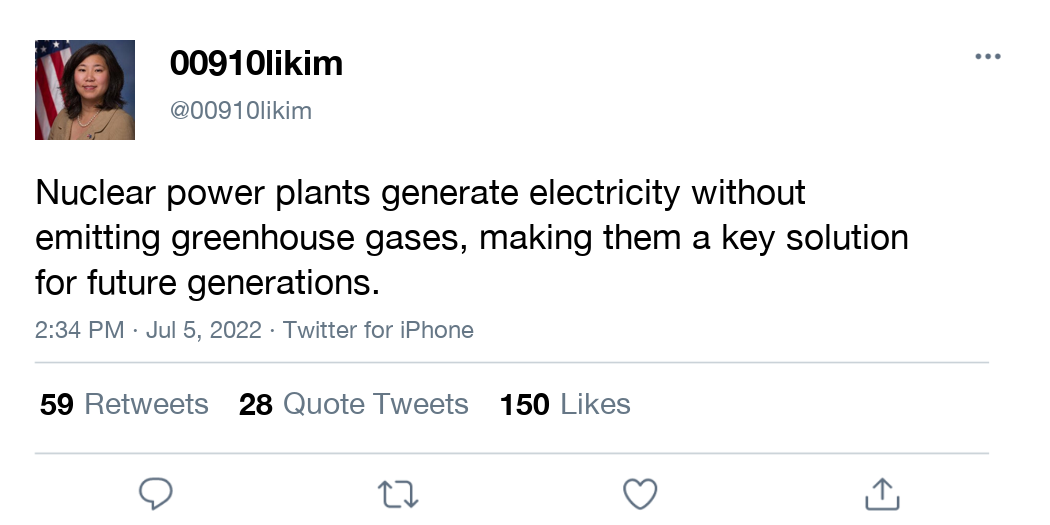 00910likim
@00910likim
Nuclear power plants generate electricity without
emitting greenhouse gases, making them a key solution
for future generations.
2:34 PM · Jul 5, 2022 · Twitter for iPhone
59 Retweets 28 Quote Tweets 150 Likes